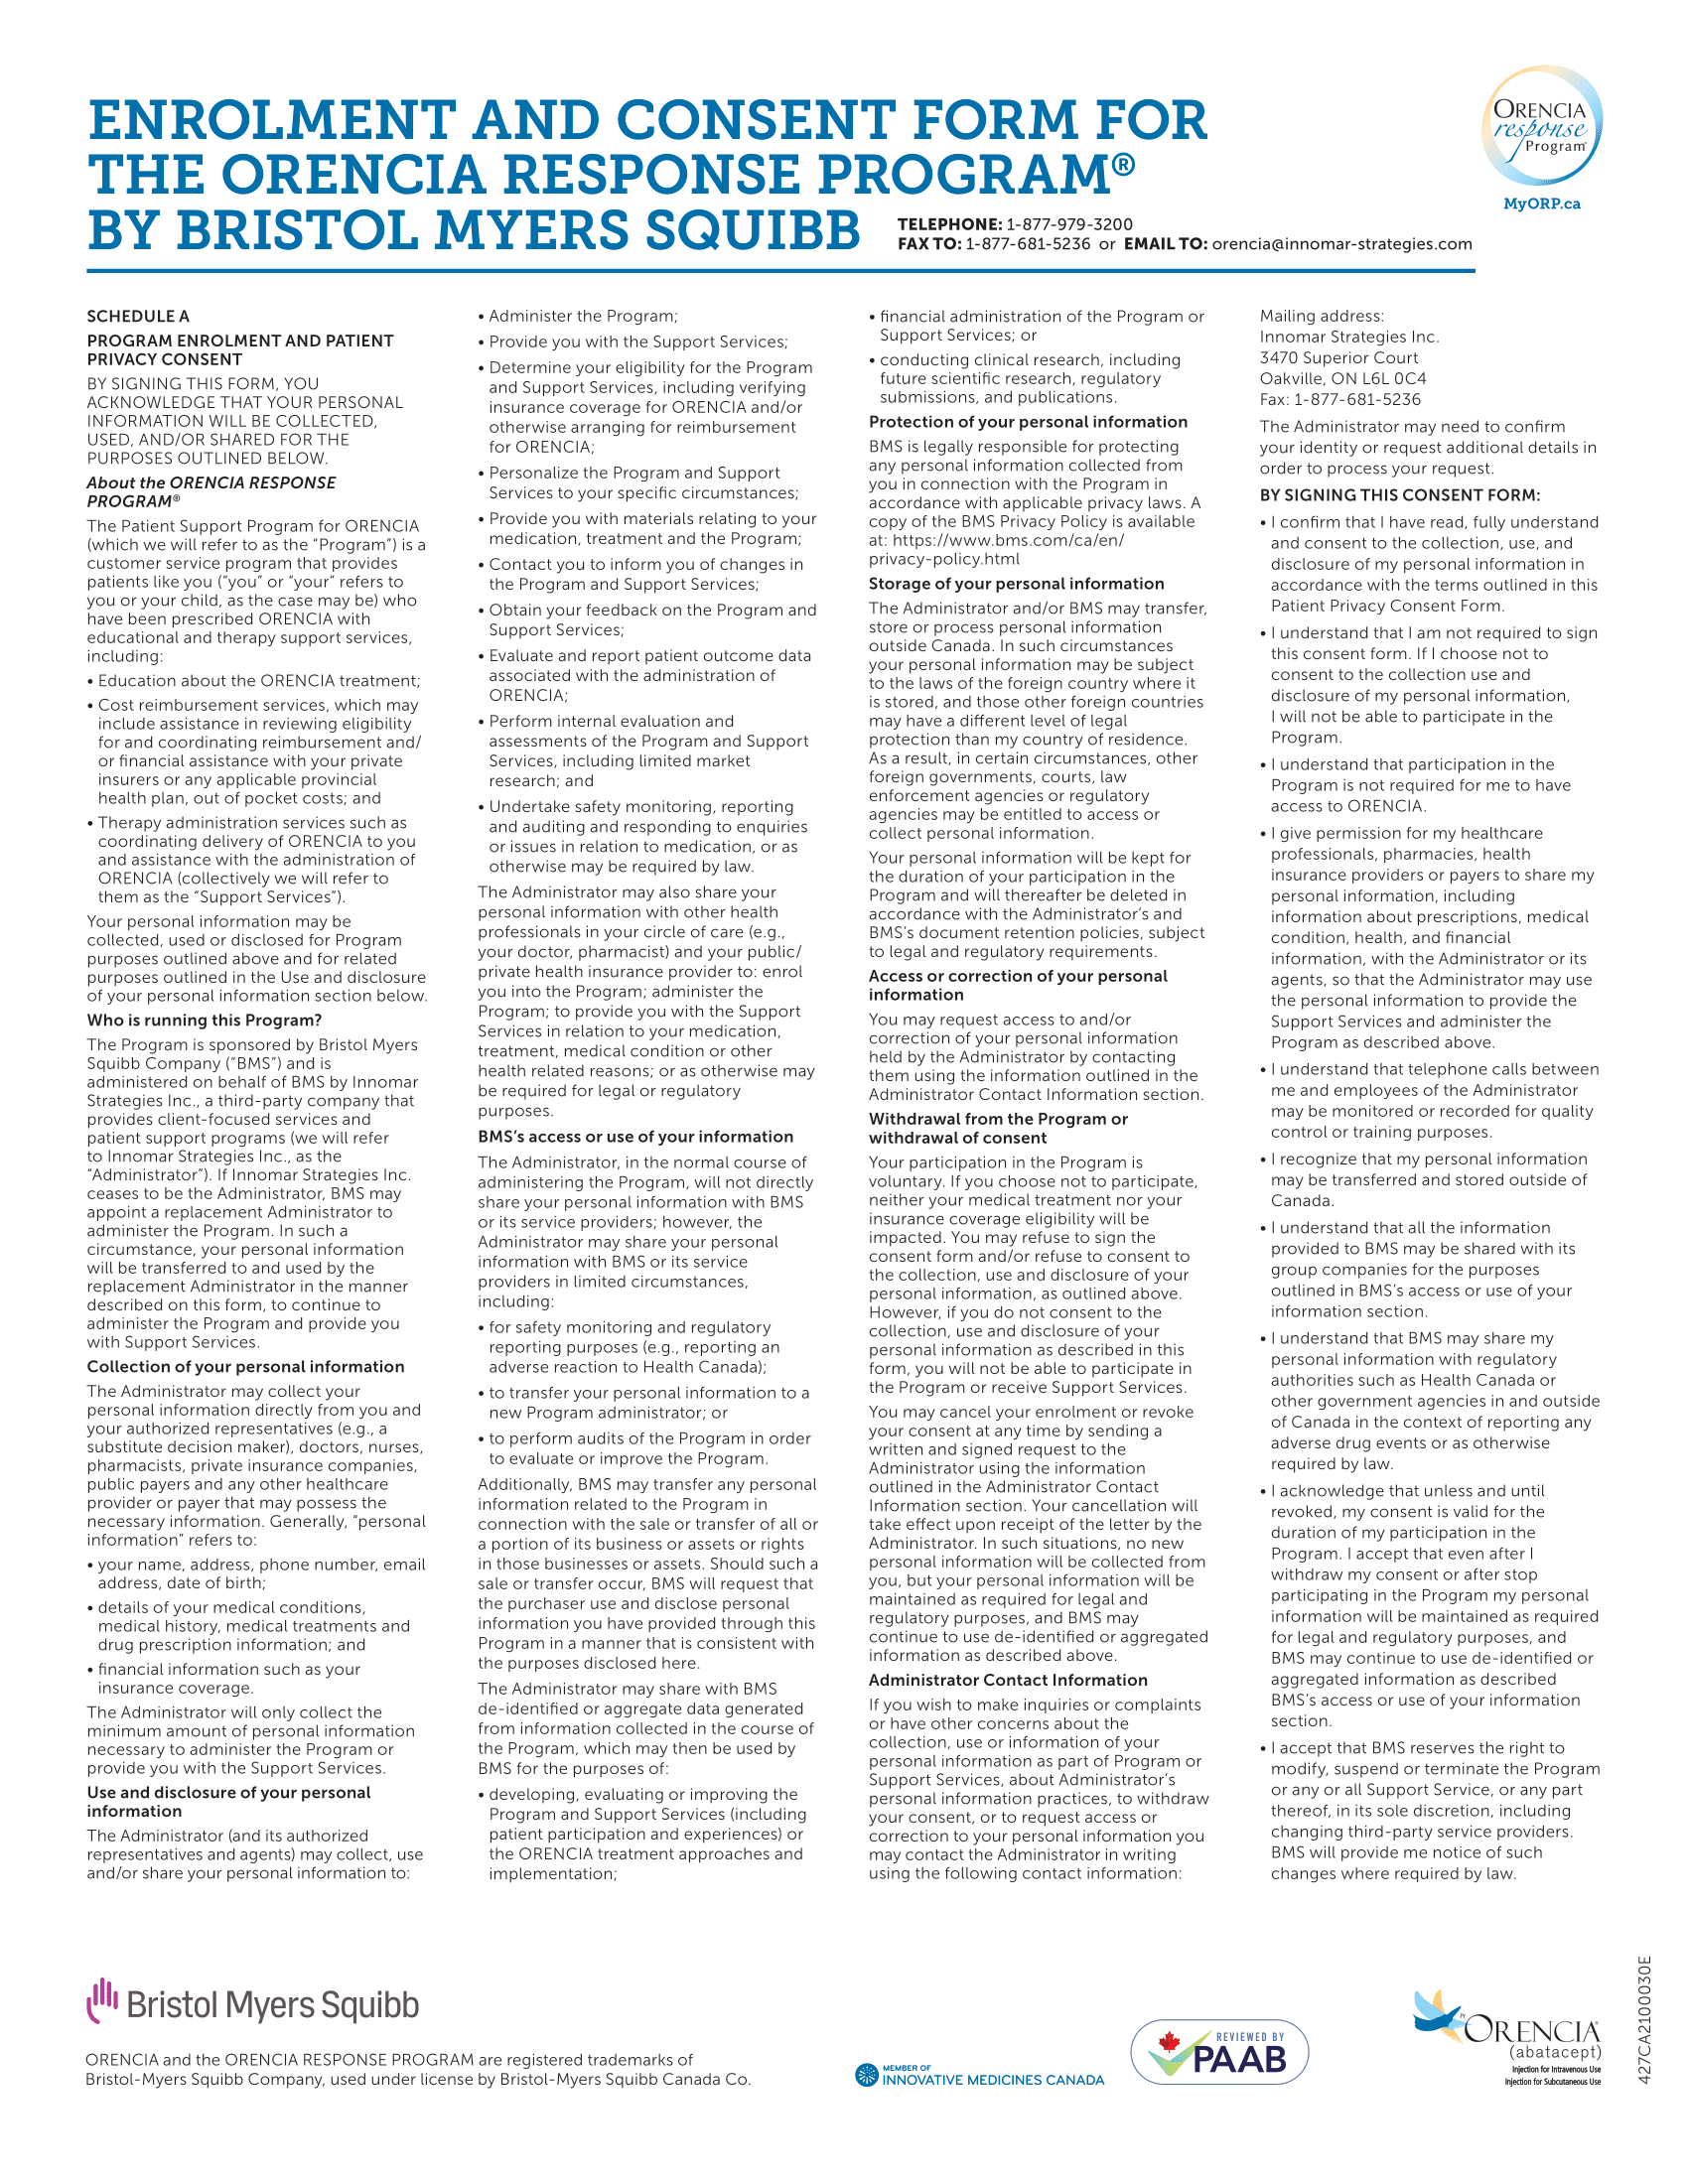 ENROLMENT AND CONSENT FORM FOR
THE ORENCIA RESPONSE PROGRAM®
BY BRISTOL MYERS SQUIBB
TELEPHONE: 1-877-979-3200
FAX TO: 1-877-681-5236 or EMAIL TO: orencia@innomar-strategies.com
ORENCIA
response
Program®
MyORP.ca
SCHEDULE A
PROGRAM ENROLMENT AND PATIENT
PRIVACY CONSENT
BY SIGNING THIS FORM, YOU
ACKNOWLEDGE THAT YOUR PERSONAL
INFORMATION WILL BE COLLECTED,
USED, AND/OR SHARED FOR THE
PURPOSES OUTLINED BELOW.
About the ORENCIA RESPONSE
PROGRAM®
The Patient Support Program for ORENCIA
(which we will refer to as the “Program”) is a
customer service program that provides
patients like you (“you” or “your” refers to
you or your child, as the case may be) who
have been prescribed ORENCIA with
educational and therapy support services,
including:
• Education about the ORENCIA treatment;
• Cost reimbursement services, which may
include assistance in reviewing eligibility
for and coordinating reimbursement and/
or financial assistance with your private
insurers or any applicable provincial
health plan, out of pocket costs; and
• Therapy administration services such as
coordinating delivery of ORENCIA to you
and assistance with the administration of
ORENCIA (collectively we will refer to
them as the “Support Services”).
Your personal information may be
collected, used or disclosed for Program
purposes outlined above and for related
purposes outlined in the Use and disclosure
of your personal information section below.
Who is running this Program?
The Program is sponsored by Bristol Myers
Squibb Company (“BMS”) and is
administered on behalf of BMS by Innomar
Strategies Inc., a third-party company that
provides client-focused services and
patient support programs (we will refer
to Innomar Strategies Inc., as the
“Administrator”). If Innomar Strategies Inc.
ceases to be the Administrator, BMS may
appoint a replacement Administrator to
administer the Program. In such a
circumstance, your personal information
will be transferred to and used by the
replacement Administrator in the manner
described on this form, to continue to
administer the Program and provide you
with Support Services.
Collection of your personal information
The Administrator may collect your
personal information directly from you and
your authorized representatives (e.g., a
substitute decision maker), doctors, nurses,
pharmacists, private insurance companies,
public payers and any other healthcare
provider or payer that may possess the
necessary information. Generally, “personal
information” refers to:
• your name, address, phone number, email
address, date of birth;
• details of your medical conditions,
medical history, medical treatments and
drug prescription information; and
• financial information such as your
insurance coverage.
The Administrator will only collect the
minimum amount of personal information
necessary to administer the Program or
provide you with the Support Services.
Use and disclosure of your personal
information
The Administrator (and its authorized
representatives and agents) may collect, use
and/or share your personal information to:
• Administer the Program;
• Provide you with the Support Services;
• Determine your eligibility for the Program
and Support Services, including verifying
insurance coverage for ORENCIA and/or
otherwise arranging for reimbursement
for ORENCIA;
• Personalize the Program and Support
Services to your specific circumstances;
• Provide you with materials relating to your
medication, treatment and the Program;
• Contact you to inform you of changes in
the Program and Support Services;
• Obtain your feedback on the Program and
Support Services;
• Evaluate and report patient outcome data
associated with the administration of
ORENCIA;
• Perform internal evaluation and
assessments of the Program and Support
Services, including limited market
research; and
• Undertake safety monitoring, reporting
and auditing and responding to enquiries
or issues in relation to medication, or as
otherwise may be required by law.
The Administrator may also share your
personal information with other health
professionals in your circle of care (e.g.,
your doctor, pharmacist) and your public/
private health insurance provider to: enrol
you into the Program; administer the
Program; to provide you with the Support
Services in relation to your medication,
treatment, medical condition or other
health related reasons; or as otherwise may
be required for legal or regulatory
purposes.
BMS’s access or use of your information
The Administrator, in the normal course of
administering the Program, will not directly
share your personal information with BMS
or its service providers; however, the
Administrator may share your personal
information with BMS or its service
providers in limited circumstances,
including:
• for safety monitoring and regulatory
reporting purposes (e.g., reporting an
adverse reaction to Health Canada);
• to transfer your personal information to a
new Program administrator; or
• to perform audits of the Program in order
to evaluate or improve the Program.
Additionally, BMS may transfer any personal
information related to the Program in
connection with the sale or transfer of all or
a portion of its business or assets or rights
in those businesses or assets. Should such a
sale or transfer occur, BMS will request that
the purchaser use and disclose personal
information you have provided through this
Program in a manner that is consistent with
the purposes disclosed here.
The Administrator may share with BMS
de-identified or aggregate data generated
from information collected in the course of
the Program, which may then be used by
BMS for the purposes of:
• developing, evaluating or improving the
Program and Support Services (including
patient participation and experiences) or
the ORENCIA treatment approaches and
implementation;
• financial administration of the Program or
Support Services; or
• conducting clinical research, including
future scientific research, regulatory
submissions, and publications.
Protection of your personal information
BMS is legally responsible for protecting
any personal information collected from
you in connection with the Program in
accordance with applicable privacy laws. A
copy of the BMS Privacy Policy is available
at: https://www.bms.com/ca/en/
privacy-policy.html
Storage of your personal information
The Administrator and/or BMS may transfer,
store or process personal information
outside Canada. In such circumstances
your personal information may be subject
to the laws of the foreign country where it
is stored, and those other foreign countries
may have a different level of legal
protection than my country of residence.
As a result, in certain circumstances, other
foreign governments, courts, law
enforcement agencies or regulatory
agencies may be entitled to access or
collect personal information.
Your personal information will be kept for
the duration of your participation in the
Program and will thereafter be deleted in
accordance with the Administrator’s and
BMS’s document retention policies, subject
to legal and regulatory requirements.
Access or correction of your personal
information
You may request access to and/or
correction of your personal information
held by the Administrator by contacting
them using the information outlined in the
Administrator Contact Information section.
Withdrawal from the Program or
withdrawal of consent
Your participation in the Program is
voluntary. If you choose not to participate,
neither your medical treatment nor your
insurance coverage eligibility will be
impacted. You may refuse to sign the
consent form and/or refuse to consent to
the collection, use and disclosure of your
personal information, as outlined above.
However, if you do not consent to the
collection, use and disclosure of your
personal information as described in this
form, you will not be able to participate in
the Program or receive Support Services.
You may cancel your enrolment or revoke
your consent at any time by sending a
written and signed request to the
Administrator using the information
outlined in the Administrator Contact
Information section. Your cancellation will
take effect upon receipt of the letter by the
Administrator. In such situations, no new
personal information will be collected from
you, but your personal information will be
maintained as required for legal and
regulatory purposes, and BMS may
continue to use de-identified or aggregated
information as described above.
Administrator Contact Information
If you wish to make inquiries or complaints
or have other concerns about the
collection, use or information of your
personal information as part of Program or
Support Services, about Administrator’s
personal information practices, to withdraw
your consent, or to request access or
correction to your personal information you
may contact the Administrator in writing
using the following contact information:
Mailing address:
Innomar Strategies Inc.
3470 Superior Court
Oakville, ON L6L 0C4
Fax: 1-877-681-5236
The Administrator may need to confirm
your identity or request additional details in
order to process your request.
BY SIGNING THIS CONSENT FORM:
• I confirm that I have read, fully understand
and consent to the collection, use, and
disclosure of my personal information in
accordance with the terms outlined in this
Patient Privacy Consent Form.
• I understand that I am not required to sign
this consent form. If I choose not to
consent to the collection use and
disclosure of my personal information,
I will not be able to participate in the
Program.
• I understand that participation in the
Program is not required for me to have
access to ORENCIA.
• I give permission for my healthcare
professionals, pharmacies, health
insurance providers or payers to share my
personal information, including
information about prescriptions, medical
condition, health, and financial
information, with the Administrator or its
agents, so that the Administrator may use
the personal information to provide the
Support Services and administer the
Program as described above.
• I understand that telephone calls between
me and employees of the Administrator
may be monitored or recorded for quality
control or training purposes.
• I recognize that my personal information
may be transferred and stored outside of
Canada.
• I understand that all the information
provided to BMS may be shared with its
group companies for the purposes
outlined in BMS’s access or use of your
information section.
• I understand that BMS may share my
personal information with regulatory
authorities such as Health Canada or
other government agencies in and outside
of Canada in the context of reporting any
adverse drug events or as otherwise
required by law.
• I acknowledge that unless and until
revoked, my consent is valid for the
duration of my participation in the
Program. I accept that even after I
withdraw my consent or after stop
participating in the Program my personal
information will be maintained as required
for legal and regulatory purposes, and
BMS may continue to use de-identified or
aggregated information as described
BMS’s access or use of your information
section.
• I accept that BMS reserves the right to
modify, suspend or terminate the Program
or any or all Support Service, or any part
thereof, in its sole discretion, including
changing third-party service providers.
BMS will provide me notice of such
changes where required by law.
Bristol Myers Squibb
ORENCIA and the ORENCIA RESPONSE PROGRAM are registered trademarks of
Bristol-Myers Squibb Company, used under license by Bristol-Myers Squibb Canada Co.
MEMBER OF
INNOVATIVE MEDICINES CANADA
REVIEWED BY
PAAB
Pr ORENCIA®
(abatacept)
Injection for Intravenous Use
Injection for Subcutaneous Use
427CA2100030E